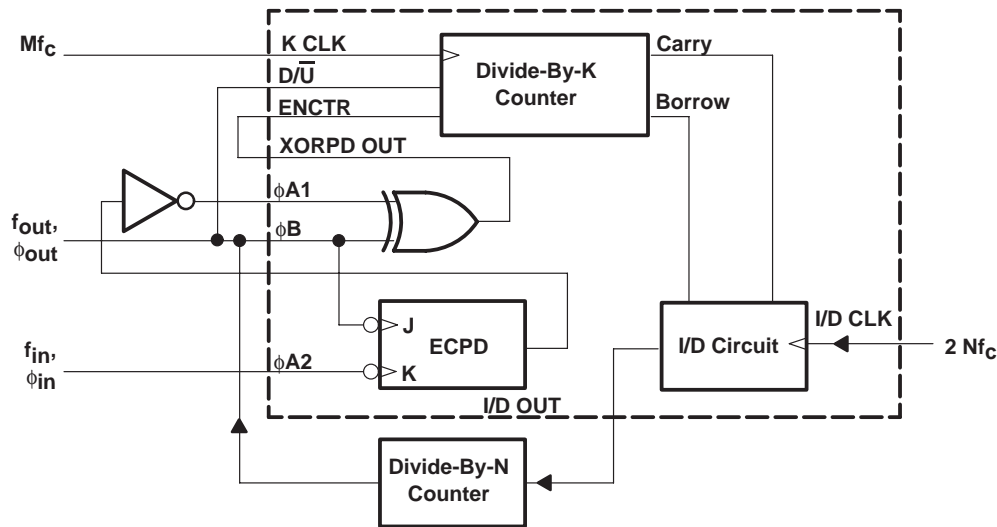 Mfc
K CLK
D/U̅
ENCTR
XORPD OUT
Divide-By-K
Counter
Carry
Borrow
ϕA1
fout,
ϕout
ϕB
J
ECPD
K
fin,
ϕin
ϕA2
I/D Circuit
I/D CLK
2 Nfc
I/D OUT
Divide-By-N
Counter